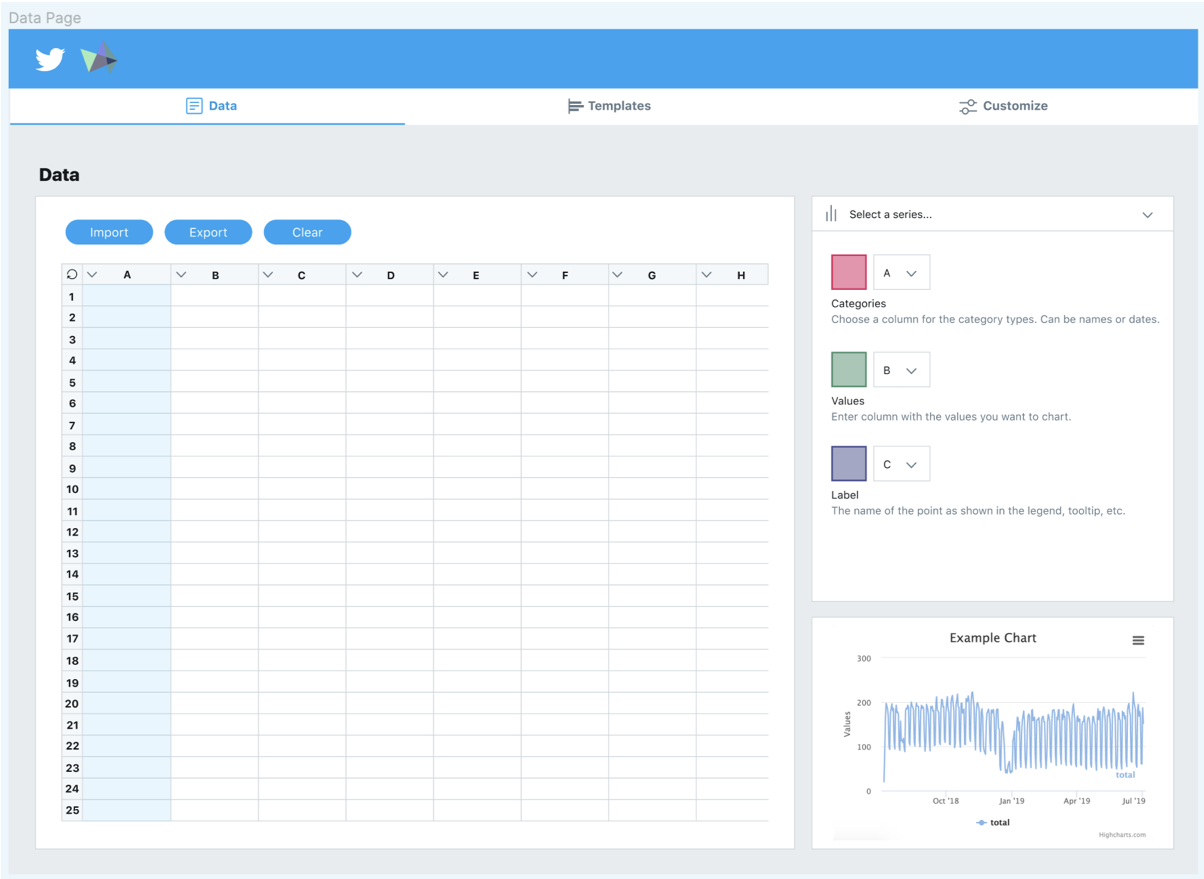 Data Page
Data
Templates
Customize
Data
Import
Export
Clear
A B C D E F G H
1
2
3
4
5
6
7
8
9
10
11
12
13
14
15
16
17
18
19
20
21
22
23
24
25
Select a series...
A
Categories
Choose a column for the category types. Can be names or dates.
B
Values
Enter column with the values you want to chart.
C
Label
The name of the point as shown in the legend, tooltip, etc.
Example Chart
300
200
100
0
Values
total
Oct '18 Jan '19 Apr '19 Jul '19
total
Highcharts.com